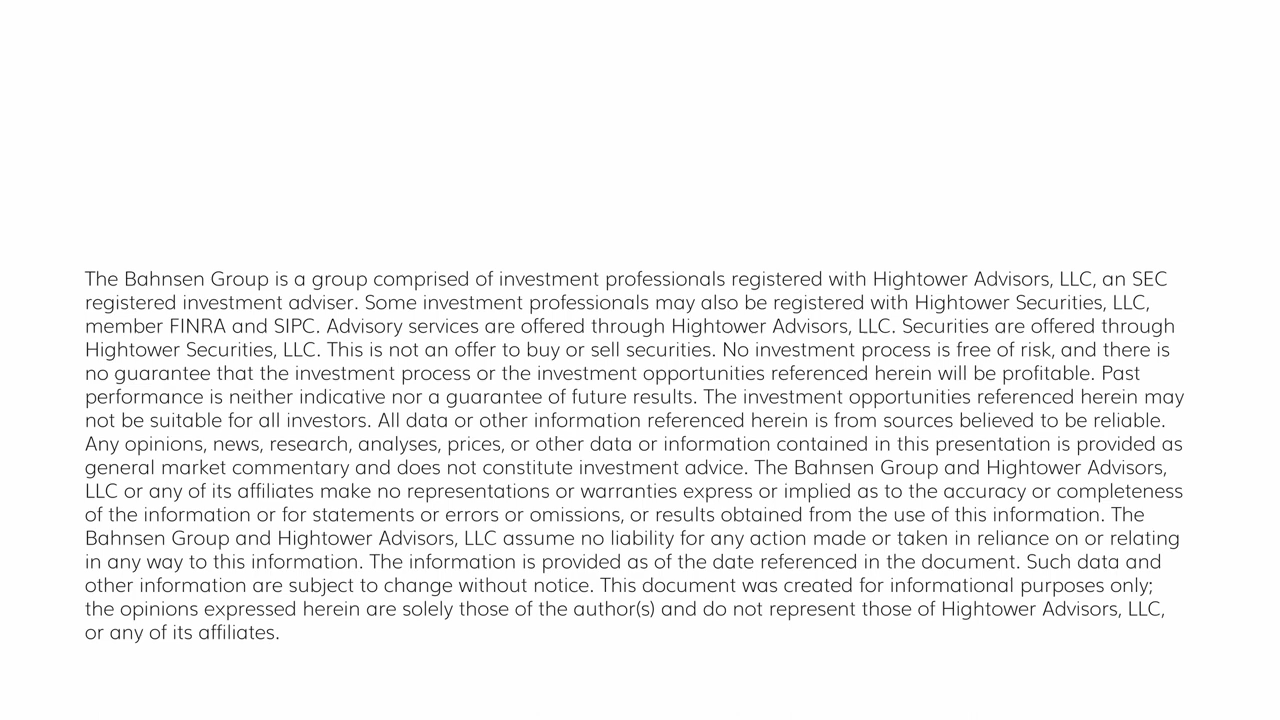 The Bahnsen Group is a group comprised of investment professionals registered with Hightower Advisors, LLC, an SEC
registered investment adviser. Some investment professionals may also be registered with Hightower Securities, LLC,
member FINRA and SIPC. Advisory services are offered through Hightower Advisors, LLC. Securities are offered through
Hightower Securities, LLC. This is not an offer to buy or sell securities. No investment process is free of risk, and there is
no guarantee that the investment process or the investment opportunities referenced herein will be profitable. Past
performance is neither indicative nor a guarantee of future results. The investment opportunities referenced herein may
not be suitable for all investors. All data or other information referenced herein is from sources believed to be reliable.
Any opinions, news, research, analyses, prices, or other data or information contained in this presentation is provided as
general market commentary and does not constitute investment advice. The Bahnsen Group and Hightower Advisors,
LLC or any of its affiliates make no representations or warranties express or implied as to the accuracy or completeness
of the information or for statements or errors or omissions, or results obtained from the use of this information. The
Bahnsen Group and Hightower Advisors, LLC assume no liability for any action made or taken in reliance on or relating
in any way to this information. The information is provided as of the date referenced in the document. Such data and
other information are subject to change without notice. This document was created for informational purposes only;
the opinions expressed herein are solely those of the author(s) and do not represent those of Hightower Advisors, LLC,
or any of its affiliates.